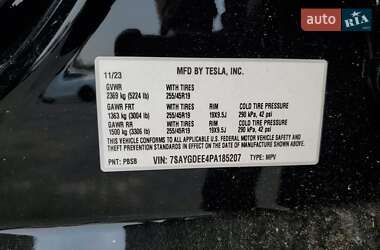 auto RIA
MFD BY TESLA, INC.
11/23
GVWR WITH TIRES
2369 kg (5224 lb) 255/45R19
GAWR FRT WITH TIRES RIM COLD TIRE PRESSURE
1363 kg (3004 lb) 255/45R19 19X9.5J 290 kPa, 42 psi
GAWR RR WITH TIRES RIM COLD TIRE PRESSURE
1500 kg (3306 lb) 255/45R19 19X9.5J 290 kPa, 42 psi
THIS VEHICLE CONFORMS TO ALL APPLICABLE U.S. FEDERAL MOTOR VEHICLE
SAFETY AND THEFT PREVENTION STANDARDS IN EFFECT ON THE DATE OF
MANUFACTURE SHOWN ABOVE.
PNT: PBSB VIN: 7SAYGDEE4PA185207 TYPE: MPV